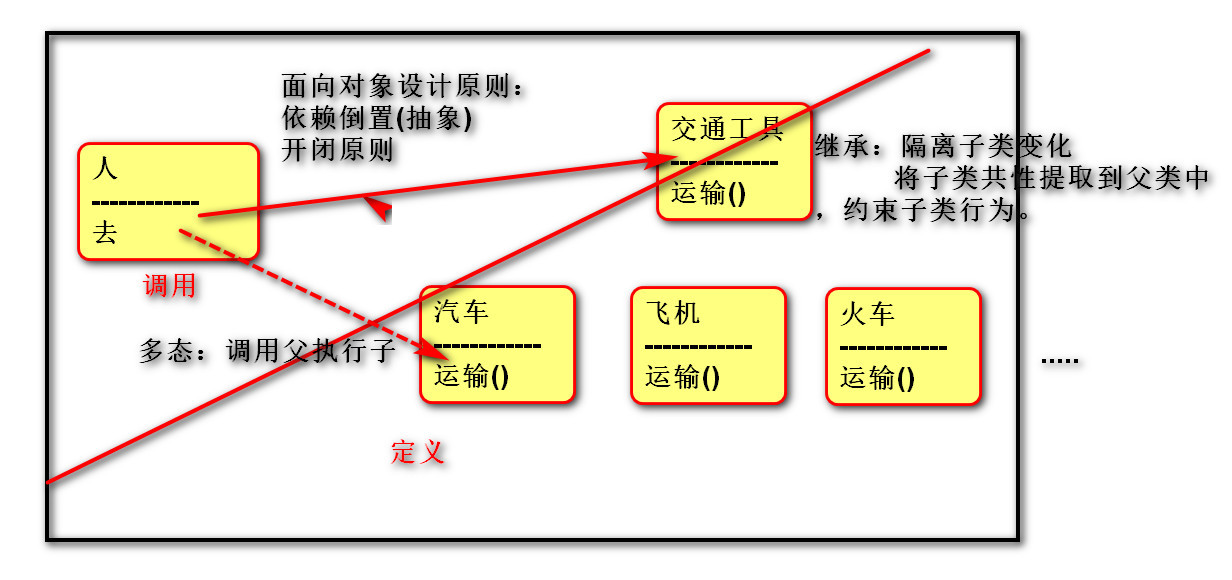 面向对象设计原则：
依赖倒置(抽象)
开闭原则
人
------------
去
调用
交通工具
------------
运输()
继承：隔离子类变化
将子类共性提取到父类中
，约束子类行为。
多态：调用父执行子
汽车
------------
运输()
飞机
------------
运输()
火车
------------
运输()
.....
定义